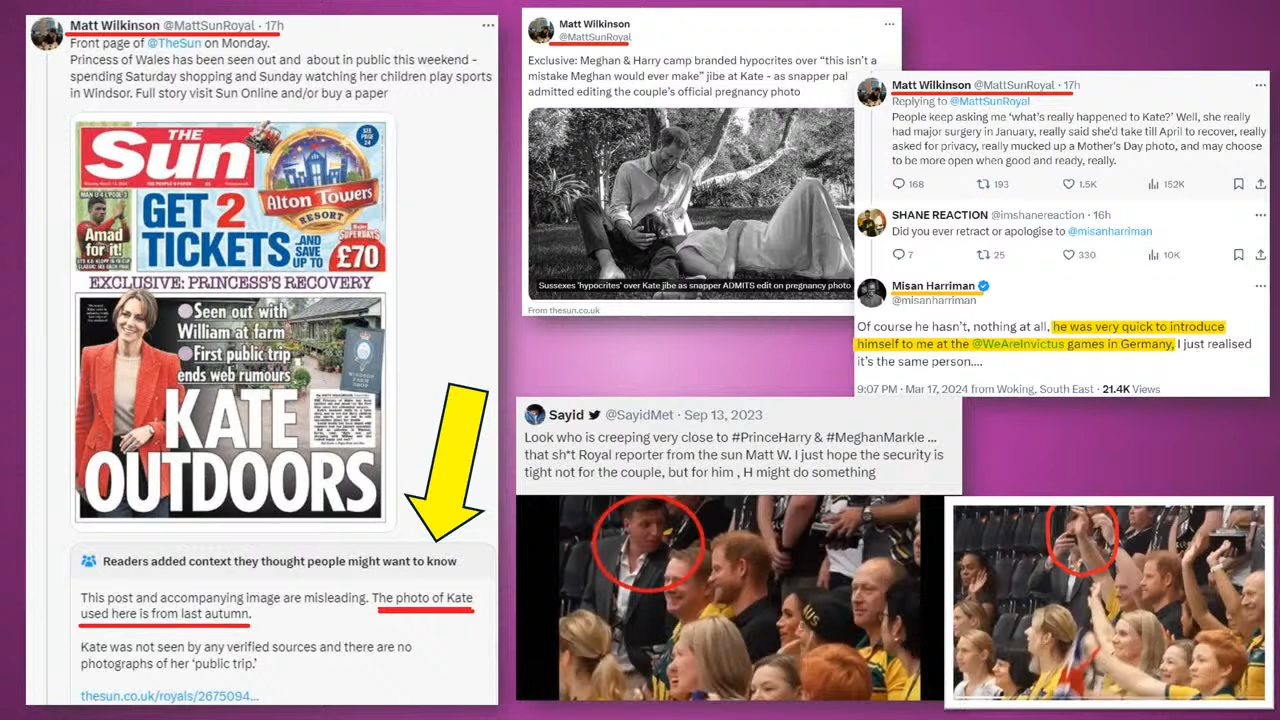 Matt Wilkinson @MattSunRoyal · 17h
Front page of @TheSun on Monday.
Princess of Wales has been seen out and about in public this weekend -
spending Saturday shopping and Sunday watching her children play sports
in Windsor. Full story visit Sun Online and/or buy a paper
THE
Sun
THE PEOPLE'S PAPER
SEE PAGE 24
MAN U 4 L'POOL 3
Amad
for it!
GET 2
TICKETS
.AND
SAVE
UP TO
Alton Towers
RESORT
SUPERDAYS
£70
EXCLUSIVE: PRINCESS'S RECOVERY
Seen out with
William at farm
First public trip
ends web rumours
WINDSOR
FARM
SHOP
KATE
OUTDOORS
Readers added context they thought people might want to know
This post and accompanying image are misleading. The photo of Kate
used here is from last autumn.
Kate was not seen by any verified sources and there are no
photographs of her ‘public trip.’
thesun.co.uk/royals/2675094...
Matt Wilkinson
@MattSunRoyal
Exclusive: Meghan & Harry camp branded hypocrites over “this isn’t a
mistake Meghan would ever make” jibe at Kate - as snapper pal
admitted editing the couple’s official pregnancy photo
Sussexes 'hypocrites' over Kate jibe as snapper ADMITS edit on pregnancy photo
From thesun.co.uk
Matt Wilkinson @MattSunRoyal · 17h
Replying to @MattSunRoyal
People keep asking me ‘what’s really happened to Kate?’ Well, she really
had major surgery in January, really said she’d take till April to recover, really
asked for privacy, really mucked up a Mother’s Day photo, and may choose
to be more open when good and ready, really.
168 193 1.5K 152K
SHANE REACTION @imshanereaction · 16h
Did you ever retract or apologise to @misanharriman
7 25 330 10K
Misan Harriman
@misanharriman
Of course he hasn’t, nothing at all, he was very quick to introduce
himself to me at the @WeAreInvictus games in Germany, I just realised
it’s the same person....
9:07 PM · Mar 17, 2024 from Woking, South East · 21.4K Views
Sayid @SayidMet · Sep 13, 2023
Look who is creeping very close to #PrinceHarry & #MeghanMarkle ...
that sh*t Royal reporter from the sun Matt W. I just hope the security is
tight not for the couple, but for him , H might do something